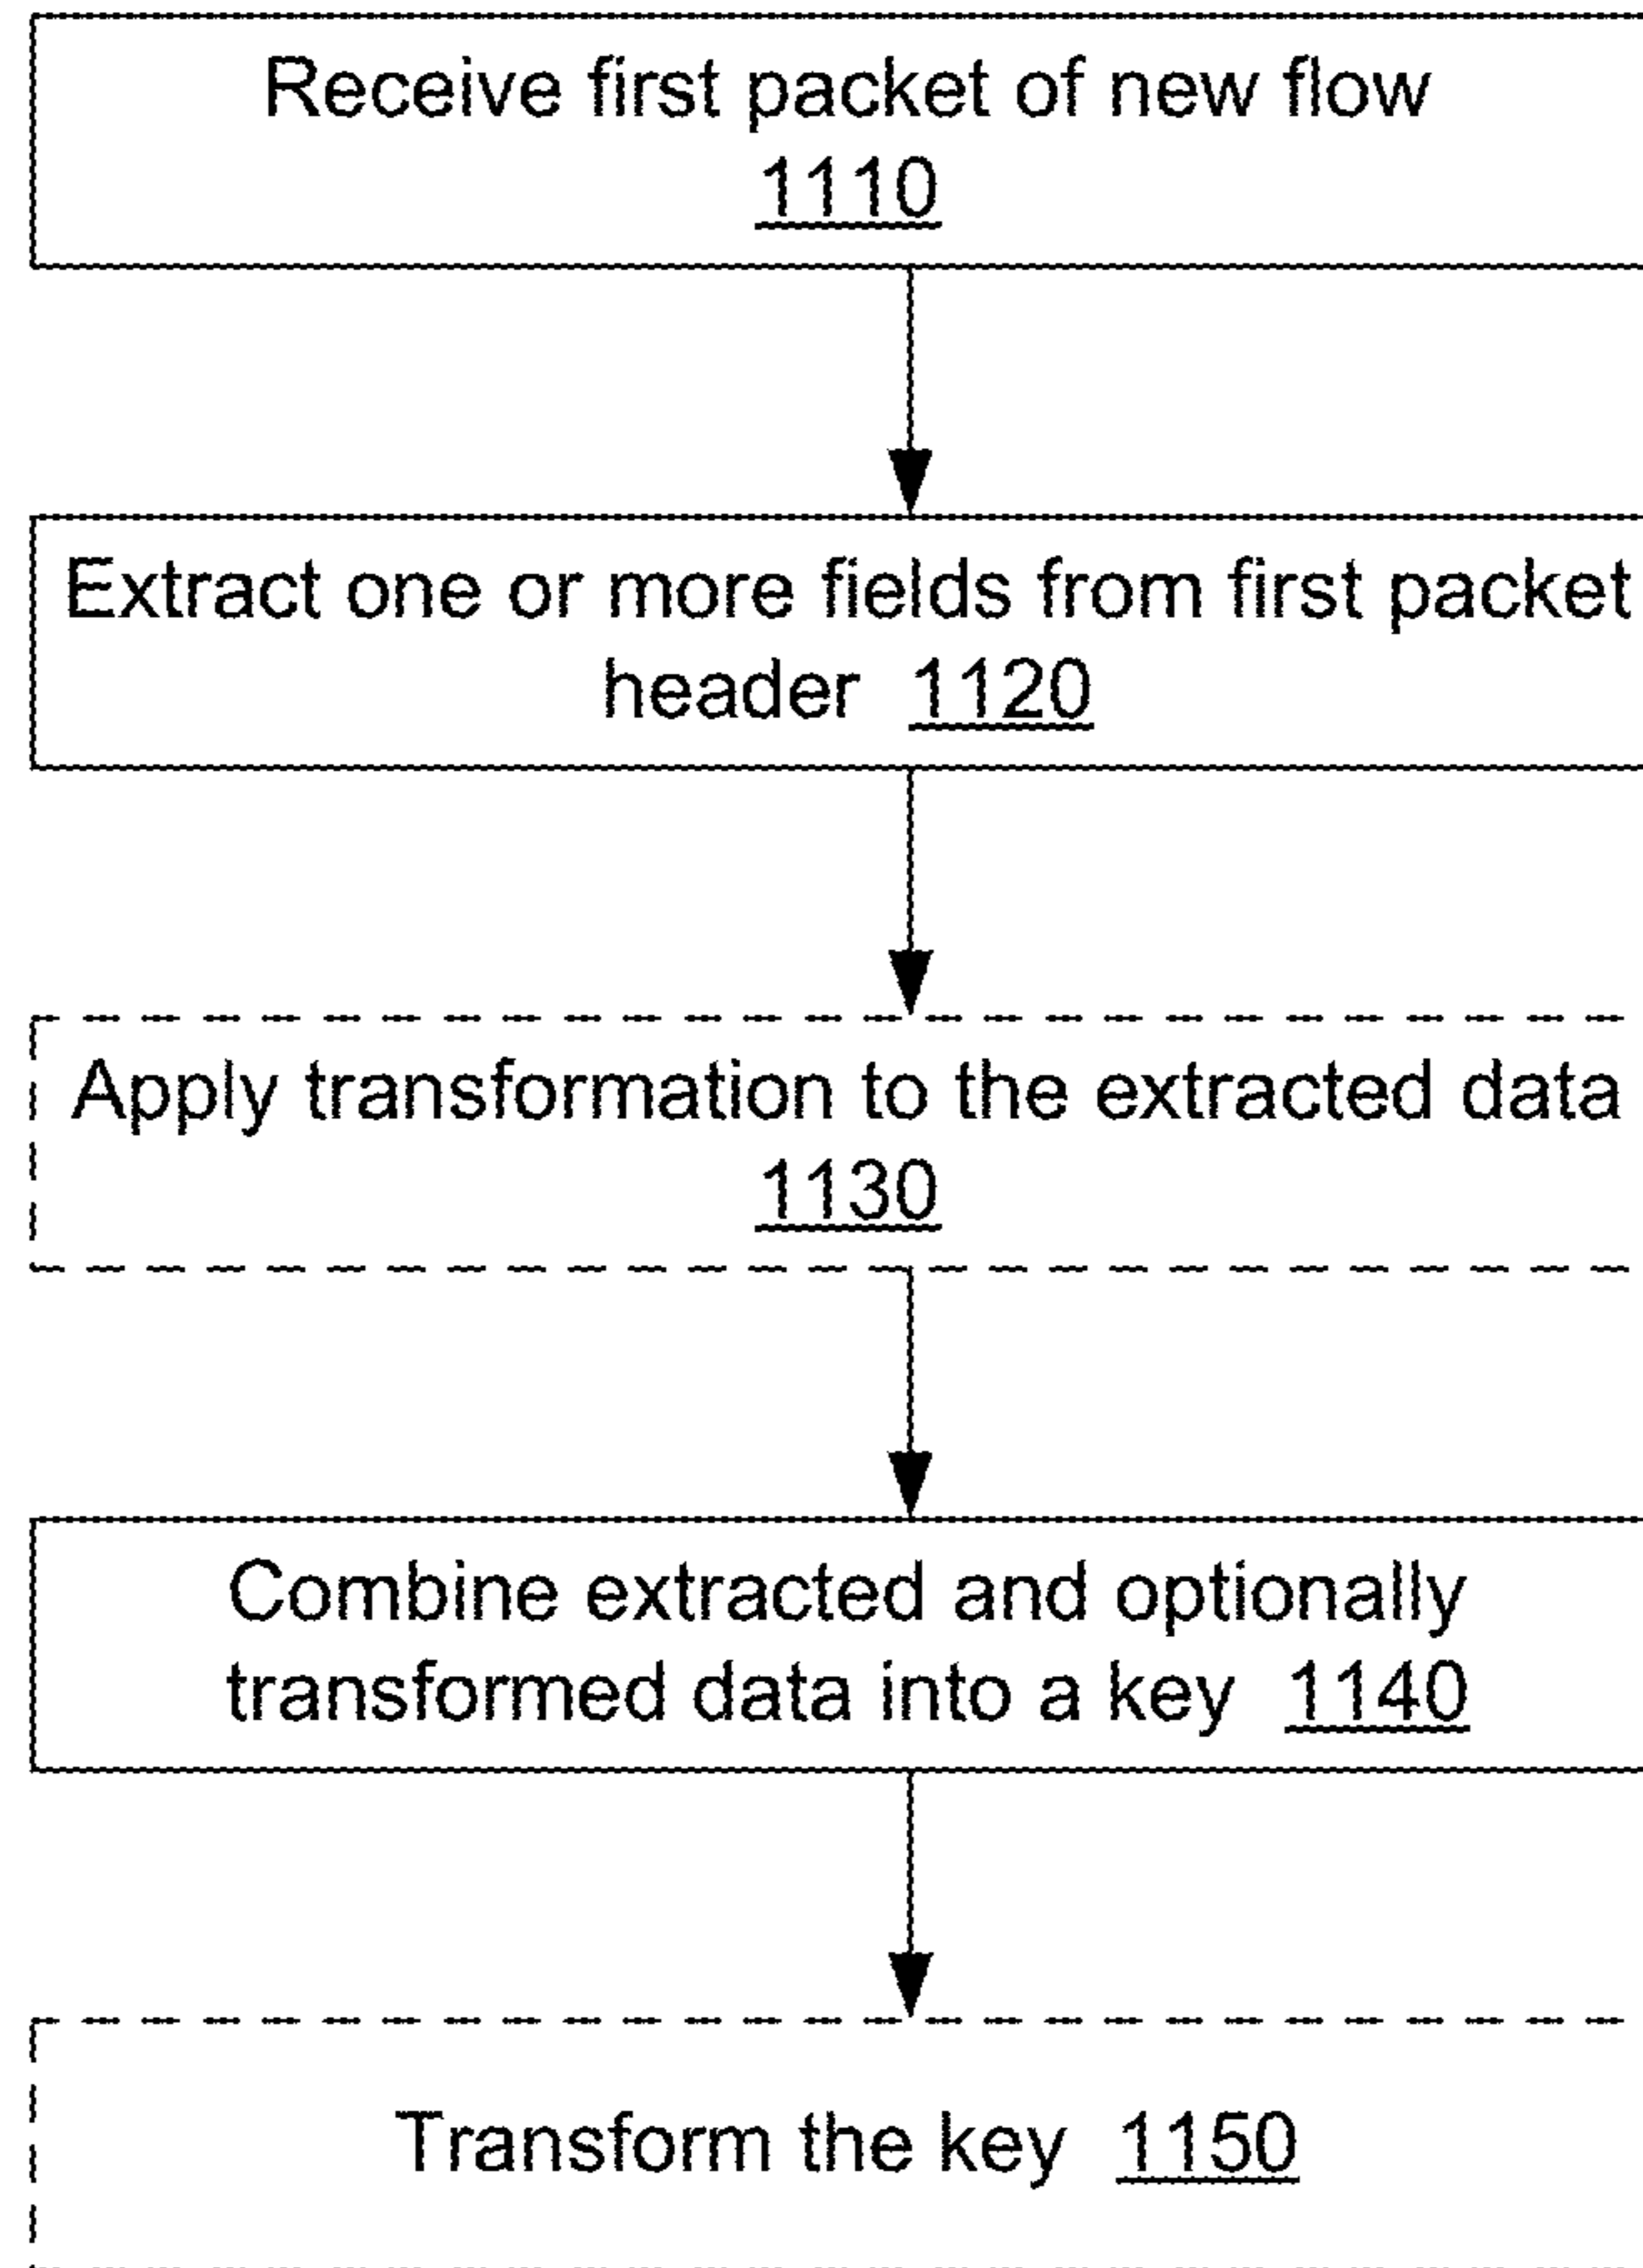 Receive first packet of new flow
1110
Extract one or more fields from first packet
header 1120
Apply transformation to the extracted data
1130
Combine extracted and optionally
transformed data into a key 1140
Transform the key 1150